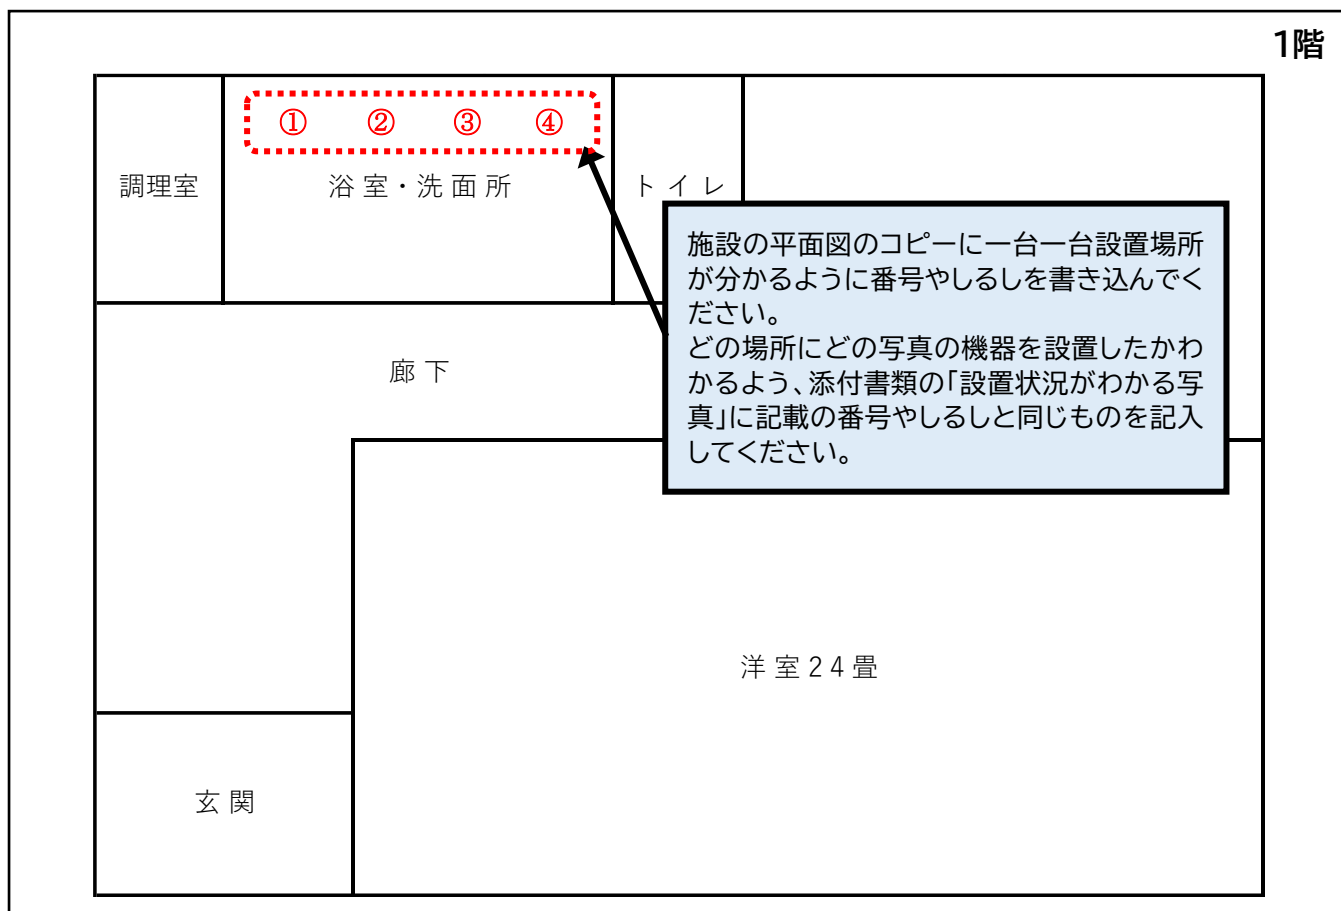 1階
① ② ③ ④
調理室
浴室・洗面所
トイレ
施設の平面図のコピーに一台一台設置場所
が分かるように番号やしるしを書き込んでく
ださい。
どの場所にどの写真の機器を設置したかわ
かるよう、添付書類の「設置状況がわかる写
真」に記載の番号やしるしと同じものを記入
してください。
廊下
洋室24畳
玄関